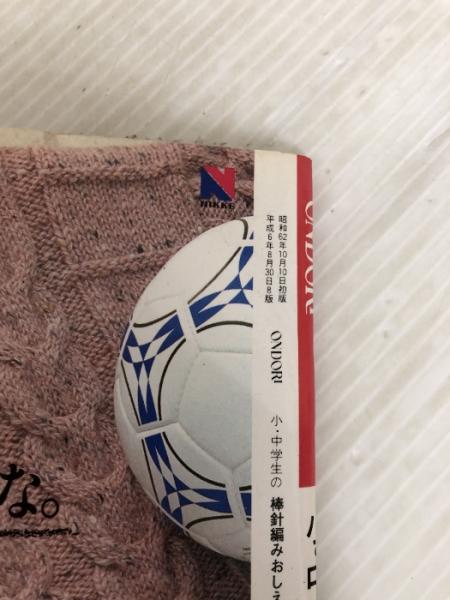 NIKKE
昭和62年10月10日初版
平成6年8月30日8版
ONDORI
小・中学生の 棒針編みおしえ
ONDORI
な。